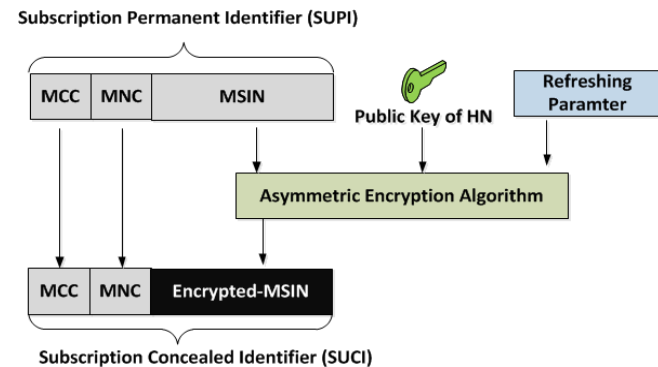 Subscription Permanent Identifier (SUPI)
MCC MNC MSIN
Public Key of HN
Refreshing
Paramter
Asymmetric Encryption Algorithm
MCC MNC Encrypted-MSIN
Subscription Concealed Identifier (SUCI)